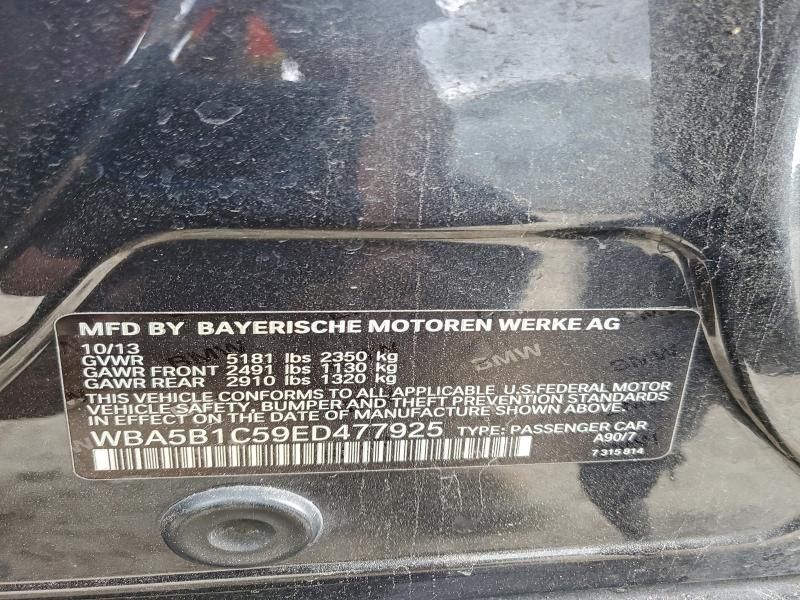 MFD BY BAYERISCHE MOTOREN WERKE AG
10/13
GVWR 5181 lbs 2350 kg
GAWR FRONT 2491 lbs 1130 kg
GAWR REAR 2910 lbs 1320 kg
BMW BMW
THIS VEHICLE CONFORMS TO ALL APPLICABLE U.S.FEDERAL MOTOR
VEHICLE SAFETY, BUMPER AND THEFT PREVENTION STANDARDS
IN EFFECT ON THE DATE OF MANUFACTURE SHOWN ABOVE.
WBA5B1C59ED477925 TYPE: PASSENGER CAR
A90/7
7 315 814